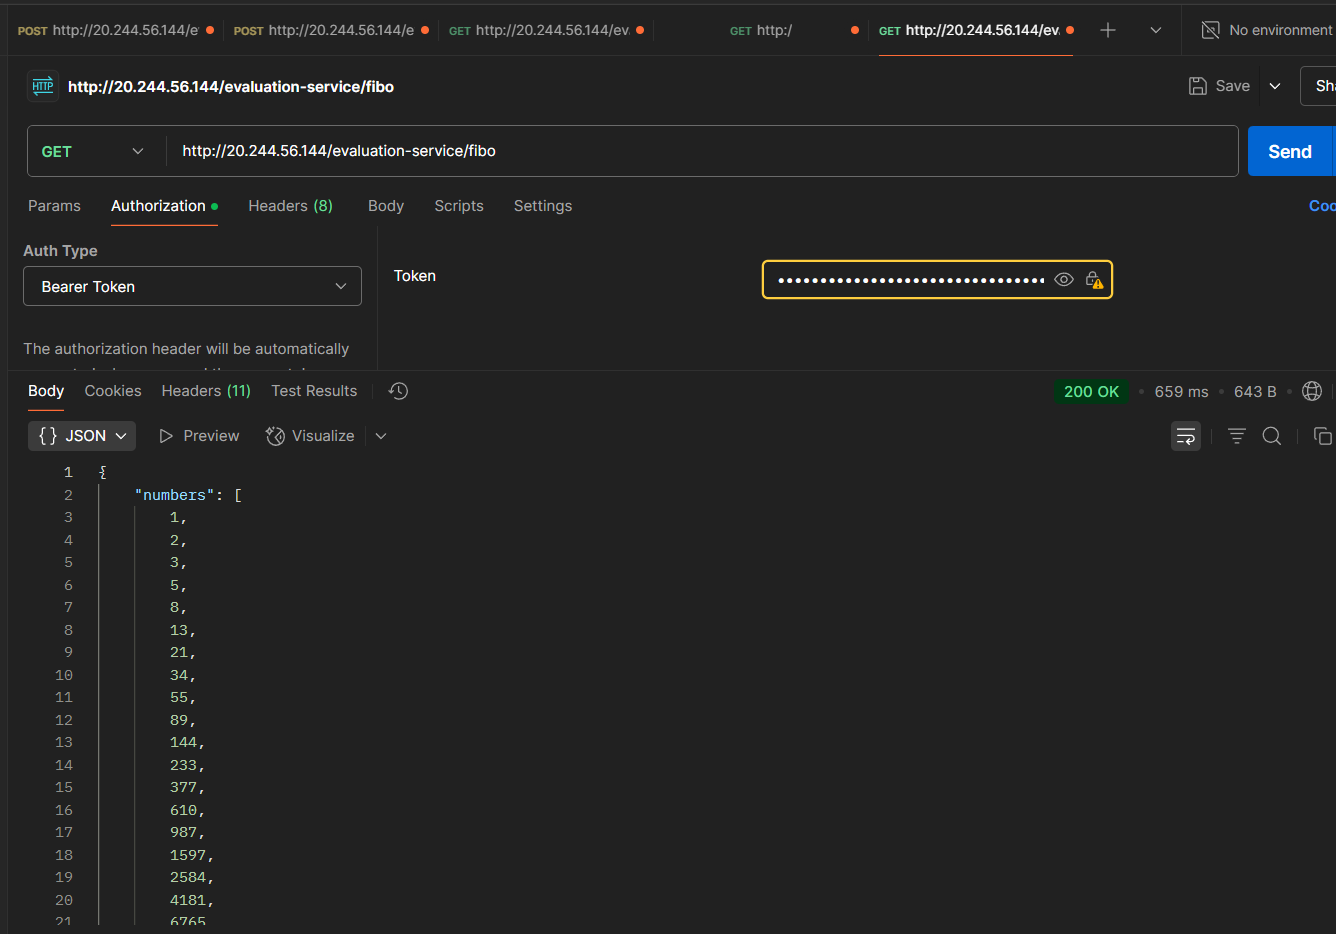 POST http://20.244.56.144/e POST http://20.244.56.144/e GET http://20.244.56.144/ev. GET http:/ GET http://20.244.56.144/ev. No environment
HTTP http://20.244.56.144/evaluation-service/fibo Save Sha
GET http://20.244.56.144/evaluation-service/fibo Send
Params Authorization Headers (8) Body Scripts Settings Coo
Auth Type
Token
Bearer Token
The authorization header will be automatically
Body Cookies Headers (11) Test Results 200 OK 659 ms 643 B
{} JSON Preview Visualize
1 {
2 "numbers": [
3 1,
4 2,
5 3,
6 5,
7 8,
8 13,
9 21,
10 34,
11 55,
12 89,
13 144,
14 233,
15 377,
16 610,
17 987,
18 1597,
19 2584,
20 4181,
21 6765